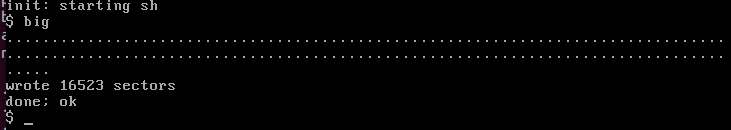 init: starting sh
$ big
................................................................................
................................................................................
.....
wrote 16523 sectors
done; ok
$ _